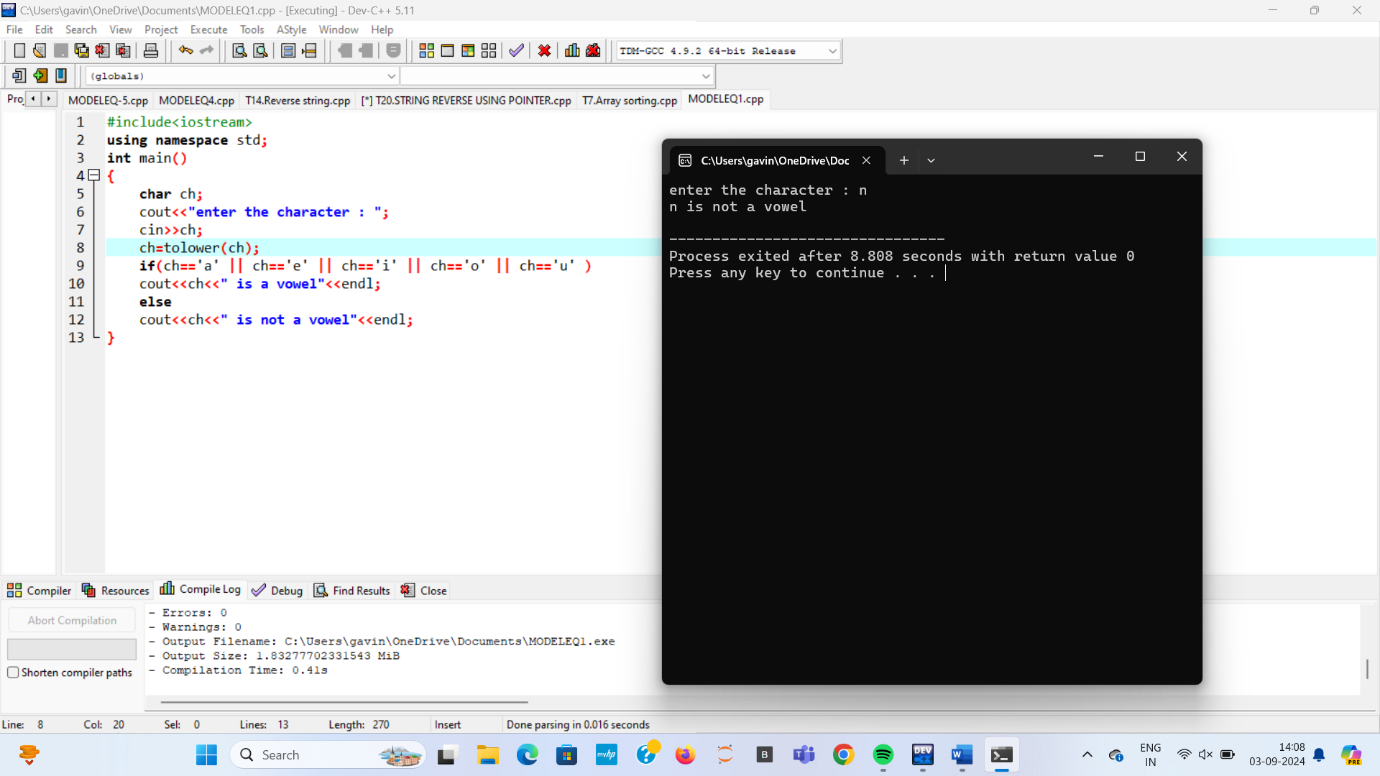 C:\Users\gavin\OneDrive\Documents\MODELEQ1.cpp - [Executing] - Dev-C++ 5.11
File Edit Search View Project Execute Tools AStyle Window Help
TDM-GCC 4.9.2 64-bit Release
(globals)
MODELEQ-5.cpp MODELEQ4.cpp T14.Reverse string.cpp [*] T20.STRING REVERSE USING POINTER.cpp T7.Array sorting.cpp MODELEQ1.cpp
1 #include<iostream>
2 using namespace std;
3 int main()
4 {
5 char ch;
6 cout<<"enter the character : ";
7 cin>>ch;
8 ch=tolower(ch);
9 if(ch=='a' || ch=='e' || ch=='i' || ch=='o' || ch=='u' )
10 cout<<ch<<" is a vowel"<<endl;
11 else
12 cout<<ch<<" is not a vowel"<<endl;
13 }
C:\Users\gavin\OneDrive\Doc
enter the character : n
n is not a vowel
--------------------------------
Process exited after 8.808 seconds with return value 0
Press any key to continue . . .
Compiler Resources Compile Log Debug Find Results Close
Abort Compilation
Shorten compiler paths
- Errors: 0
- Warnings: 0
- Output Filename: C:\Users\gavin\OneDrive\Documents\MODELEQ1.exe
- Output Size: 1.83277702331543 MiB
- Compilation Time: 0.41s
Line: 8 Col: 20 Sel: 0 Lines: 13 Length: 270 Insert Done parsing in 0.016 seconds
Search
myhp
B
DEV
W
ENG
IN
14:08
03-09-2024
PRE